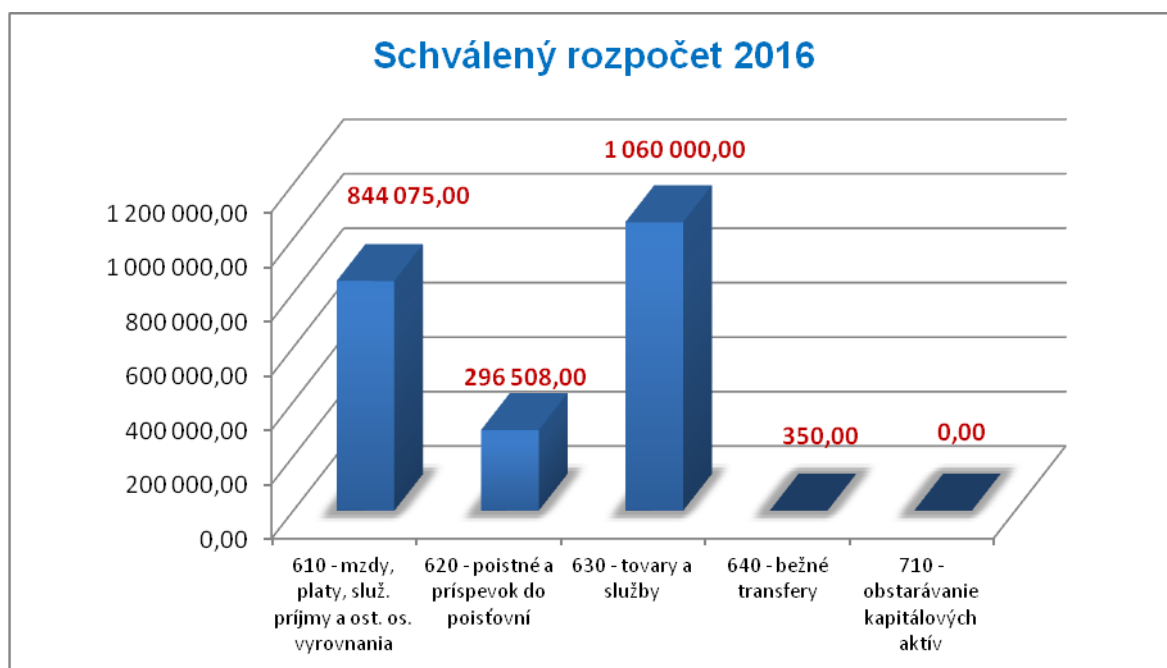 Schválený rozpočet 2016
1 200 000,00
1 000 000,00
800 000,00
600 000,00
400 000,00
200 000,00
0,00
844 075,00
296 508,00
1 060 000,00
350,00
0,00
610 - mzdy,
platy, služ.
príjmy a ost. os.
vyrovnania
620 - poistné a
príspevok do
poisťovní
630 - tovary a
služby
640 - bežné
transfery
710 -
obstarávanie
kapitálových
aktív